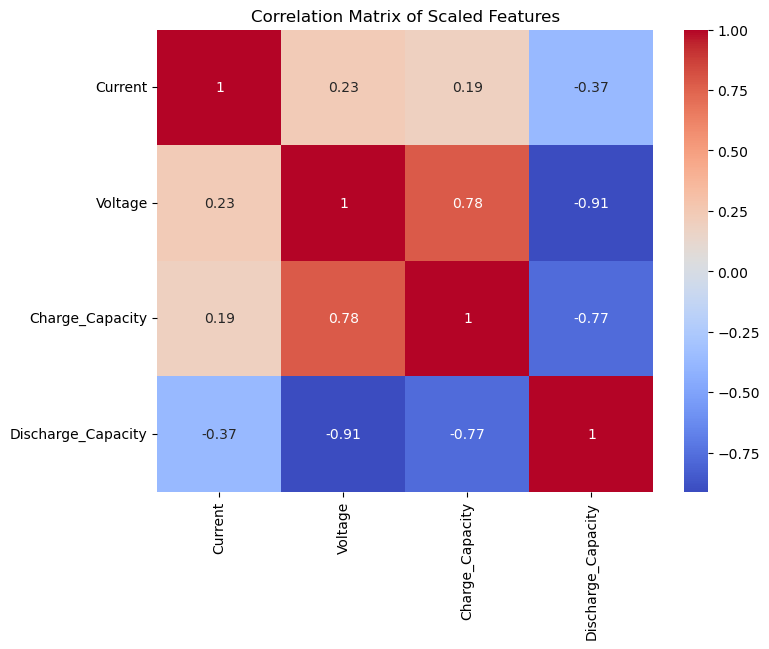 Correlation Matrix of Scaled Features
Current
1
0.23
0.19
-0.37
Voltage
0.23
1
0.78
-0.91
Charge_Capacity
0.19
0.78
1
-0.77
Discharge_Capacity
-0.37
-0.91
-0.77
1
Current
Voltage
Charge_Capacity
Discharge_Capacity
1.00
0.75
0.50
0.25
0.00
−0.25
−0.50
−0.75